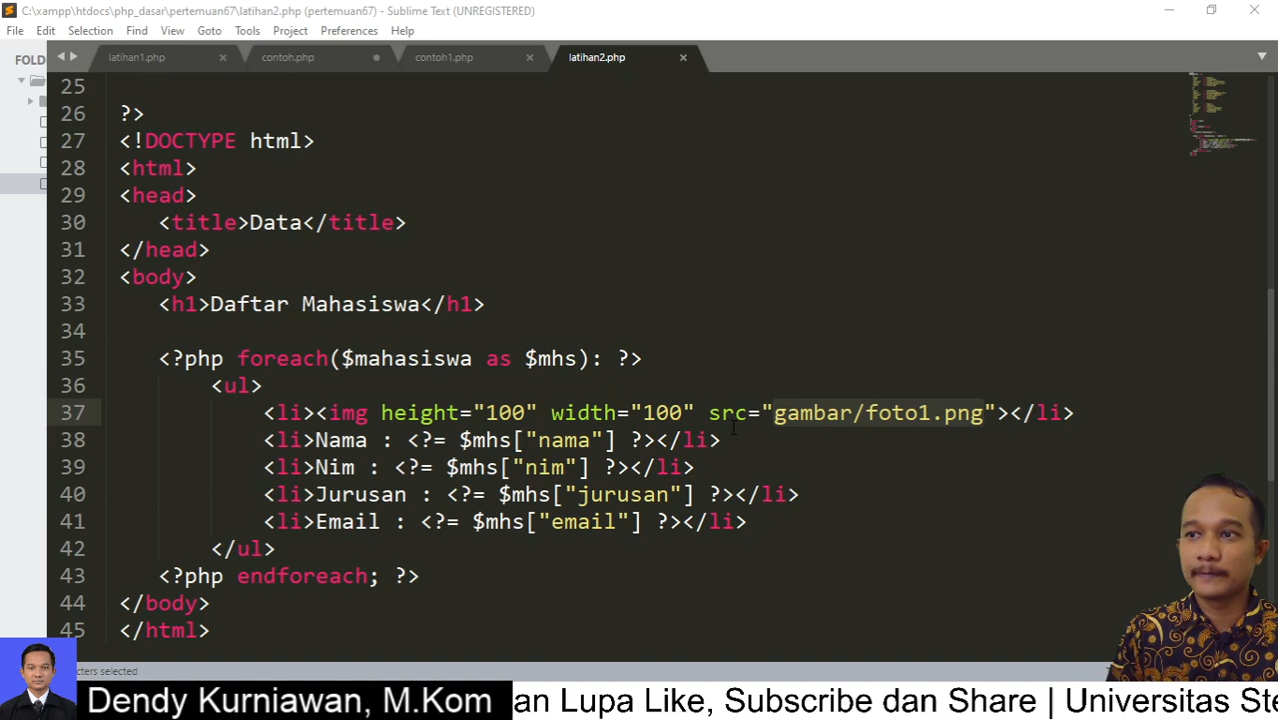 C:\xampp\htdocs\php_dasar\pertemuan67\latihan2.php (pertemuan67) - Sublime Text (UNREGISTERED)
File Edit Selection Find View Goto Tools Project Preferences Help
FOLD latihan1.php × contoh.php contoh1.php × latihan2.php ×
25
26 ?>
27 <!DOCTYPE html>
28 <html>
29 <head>
30 <title>Data</title>
31 </head>
32 <body>
33 <h1>Daftar Mahasiswa</h1>
34
35 <?php foreach($mahasiswa as $mhs): ?>
36 <ul>
37 <li><img height="100" width="100" src="gambar/foto1.png"></li>
38 <li>Nama : <?= $mhs["nama"] ?></li>
39 <li>Nim : <?= $mhs["nim"] ?></li>
40 <li>Jurusan : <?= $mhs["jurusan"] ?></li>
41 <li>Email : <?= $mhs["email"] ?></li>
42 </ul>
43 <?php endforeach; ?>
44 </body>
45 </html>
cters selected
Dendy Kurniawan, M.Kom an Lupa Like, Subscribe dan Share | Universitas Ste